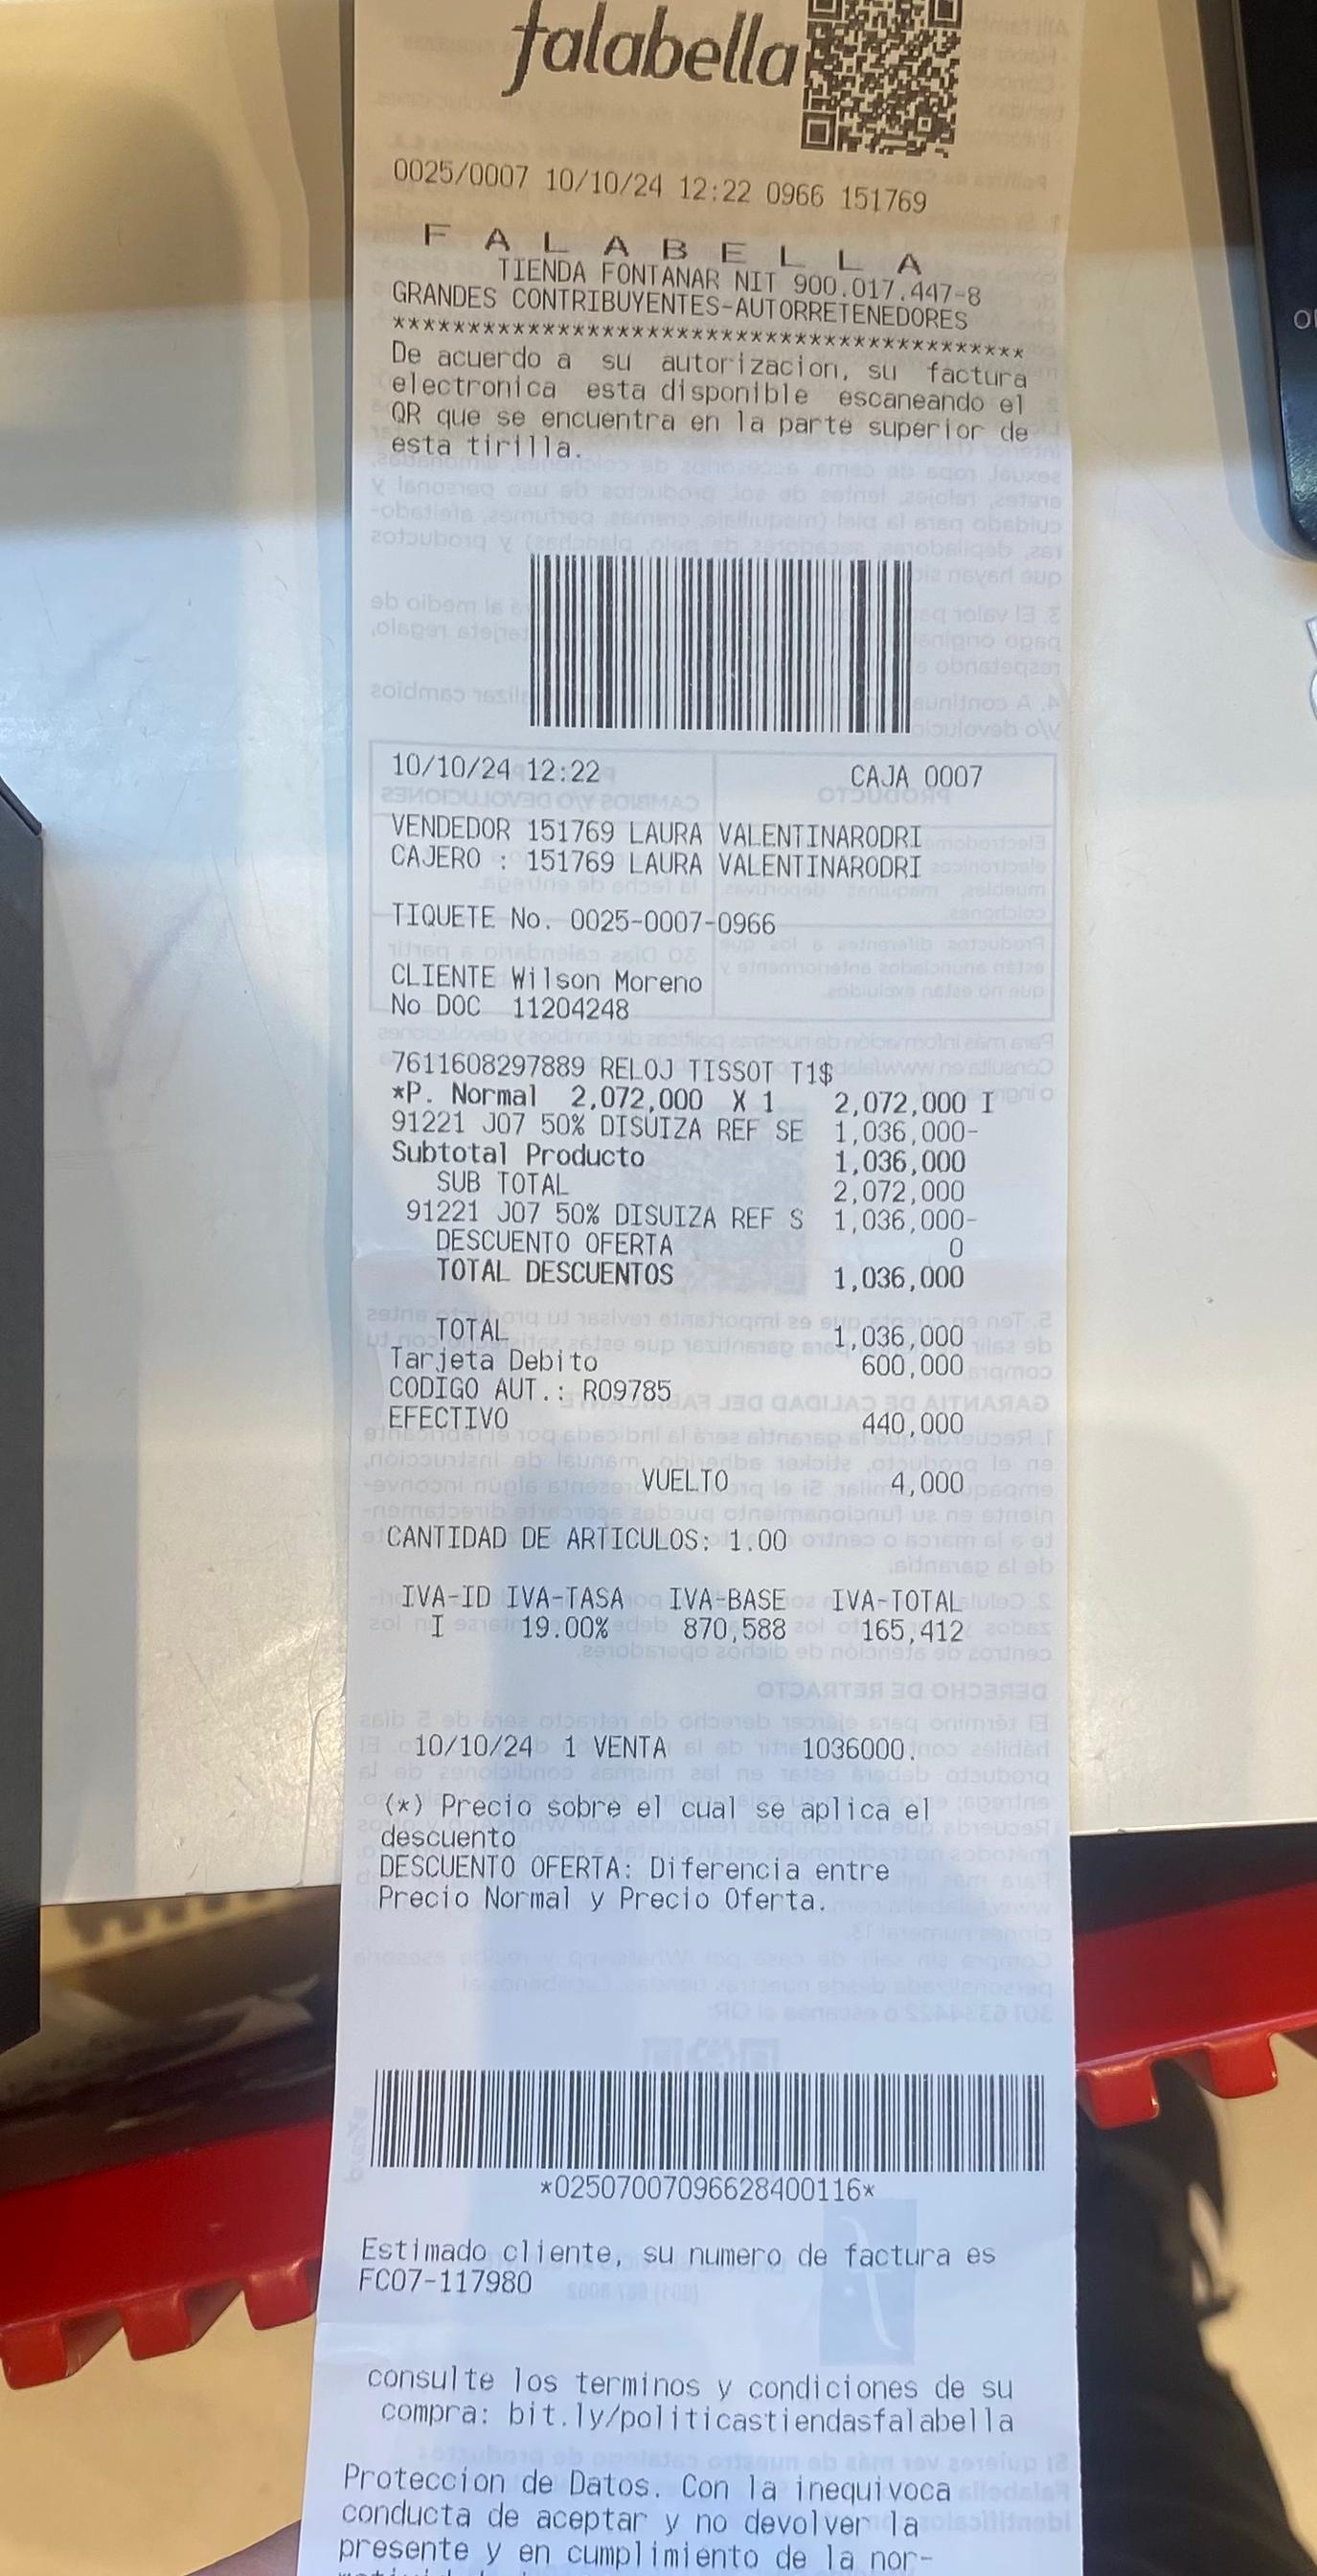 falabella
0025/0007 10/10/24 12:22 0966 151769
F A L A B E L L A
TIENDA FONTANAR NIT 900.017.447-8
GRANDES CONTRIBUYENTES-AUTORRETENEDORES
******************************************
De acuerdo a su autorizacion, su factura
electronica esta disponible escaneando el
QR que se encuentra en la parte superior de
esta tirilla.
10/10/24 12:22 CAJA 0007
VENDEDOR 151769 LAURA VALENTINARODRI
CAJERO : 151769 LAURA VALENTINARODRI
TIQUETE No. 0025-0007-0966
CLIENTE Wilson Moreno
No DOC 11204248
7611608297889 RELOJ TISSOT T1$
*P. Normal 2,072,000 X 1 2,072,000 I
91221 J07 50% DISUIZA REF SE 1,036,000-
Subtotal Producto 1,036,000
SUB TOTAL 2,072,000
91221 J07 50% DISUIZA REF S 1,036,000-
DESCUENTO OFERTA 0
TOTAL DESCUENTOS 1,036,000
TOTAL 1,036,000
Tarjeta Debito 600,000
CODIGO AUT.: R09785
EFECTIVO 440,000
VUELTO 4,000
CANTIDAD DE ARTICULOS: 1.00
IVA-ID IVA-TASA IVA-BASE IVA-TOTAL
I 19.00% 870,588 165,412
10/10/24 1 VENTA 1036000.
(*) Precio sobre el cual se aplica el
descuento
DESCUENTO OFERTA: Diferencia entre
Precio Normal y Precio Oferta.
*02507007096628400116*
Estimado cliente, su numero de factura es
FC07-117980
consulte los terminos y condiciones de su
compra: bit.ly/politicastiendasfalabella
Proteccion de Datos. Con la inequivoca
conducta de aceptar y no devolver la
presente y en cumplimiento de la nor-